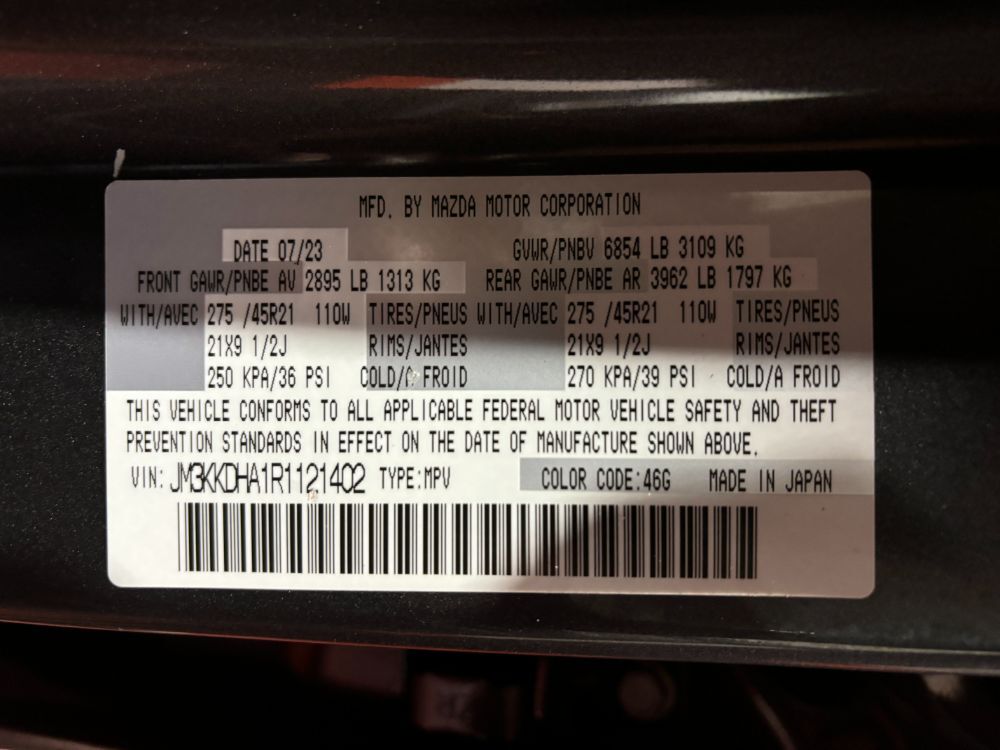 MFD. BY MAZDA MOTOR CORPORATION
DATE 07/23 GVWR/PNBV 6854 LB 3109 KG
FRONT GAWR/PNBE AV 2895 LB 1313 KG REAR GAWR/PNBE AR 3962 LB 1797 KG
WITH/AVEC 275 /45R21 110W TIRES/PNEUS WITH/AVEC 275 /45R21 110W TIRES/PNEUS
21X9 1/2J RIMS/JANTES 21X9 1/2J RIMS/JANTES
250 KPA/36 PSI COLD/A FROID 270 KPA/39 PSI COLD/A FROID
THIS VEHICLE CONFORMS TO ALL APPLICABLE FEDERAL MOTOR VEHICLE SAFETY AND THEFT
PREVENTION STANDARDS IN EFFECT ON THE DATE OF MANUFACTURE SHOWN ABOVE.
VIN: JM3KKDHA1R1121402 TYPE:MPV COLOR CODE:46G MADE IN JAPAN